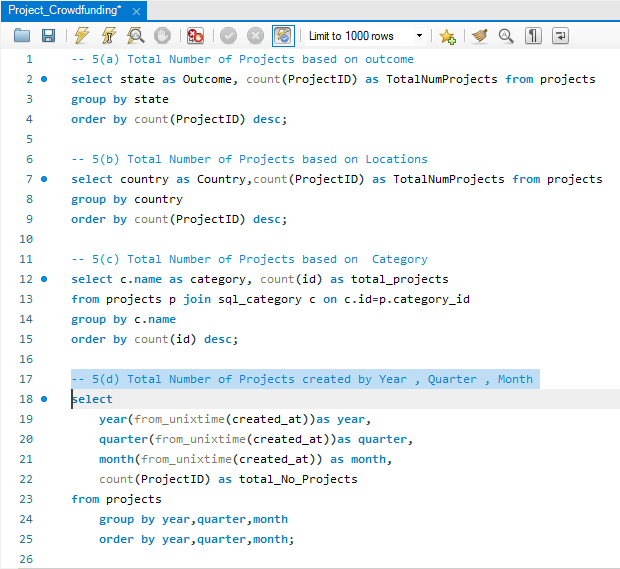 Project_Crowdfunding* ×
Limit to 1000 rows
1 -- 5(a) Total Number of Projects based on outcome
2 select state as Outcome, count(ProjectID) as TotalNumProjects from projects
3 group by state
4 order by count(ProjectID) desc;
5
6 -- 5(b) Total Number of Projects based on Locations
7 select country as Country,count(ProjectID) as TotalNumProjects from projects
8 group by country
9 order by count(ProjectID) desc;
10
11 -- 5(c) Total Number of Projects based on  Category
12 select c.name as category, count(id) as total_projects
13 from projects p join sql_category c on c.id=p.category_id
14 group by c.name
15 order by count(id) desc;
16
17 -- 5(d) Total Number of Projects created by Year , Quarter , Month
18 select
19 year(from_unixtime(created_at))as year,
20 quarter(from_unixtime(created_at))as quarter,
21 month(from_unixtime(created_at)) as month,
22 count(ProjectID) as total_No_Projects
23 from projects
24 group by year,quarter,month
25 order by year,quarter,month;
26